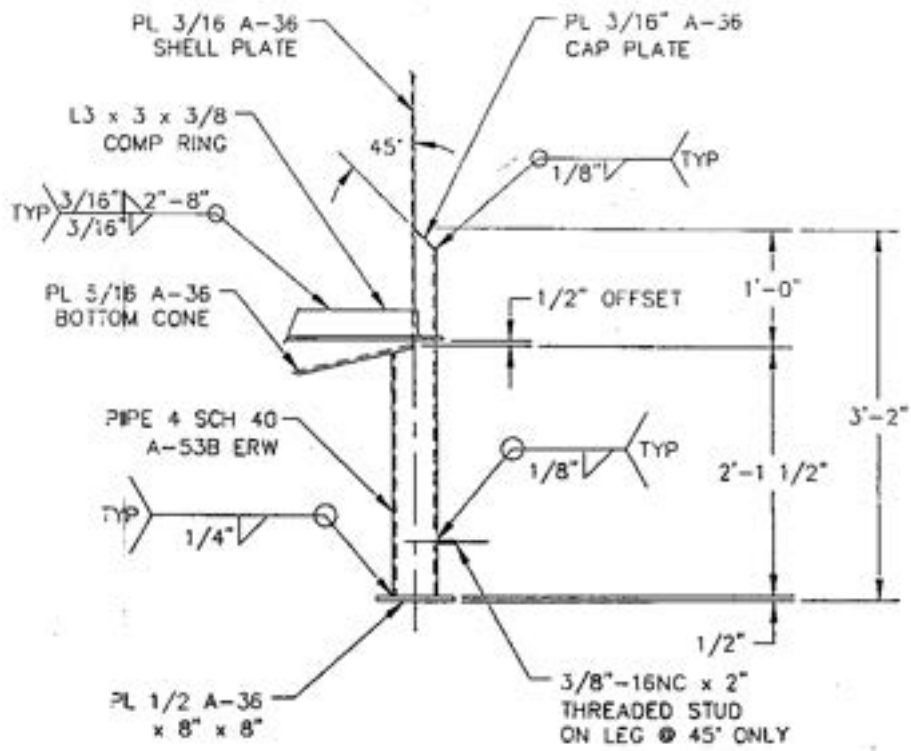 PL 3/16 A-36
SHELL PLATE
PL 3/16" A-36
CAP PLATE
L3 x 3 x 3/8
COMP RING
45°
1/8"
TYP
TYP
3/16"
2"-8"
3/16"
PL 5/16 A-36
BOTTOM CONE
1/2" OFFSET
1'-0"
3'-2"
PIPE 4 SCH 40
A-53B ERW
1/8"
TYP
2'-1 1/2"
TYP
1/4"
1/2"
PL 1/2 A-36
x 8" x 8"
3/8"-16NC x 2"
THREADED STUD
ON LEG @ 45° ONLY